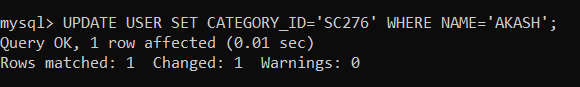 mysql> UPDATE USER SET CATEGORY_ID='SC276' WHERE NAME='AKASH';
Query OK, 1 row affected (0.01 sec)
Rows matched: 1  Changed: 1  Warnings: 0